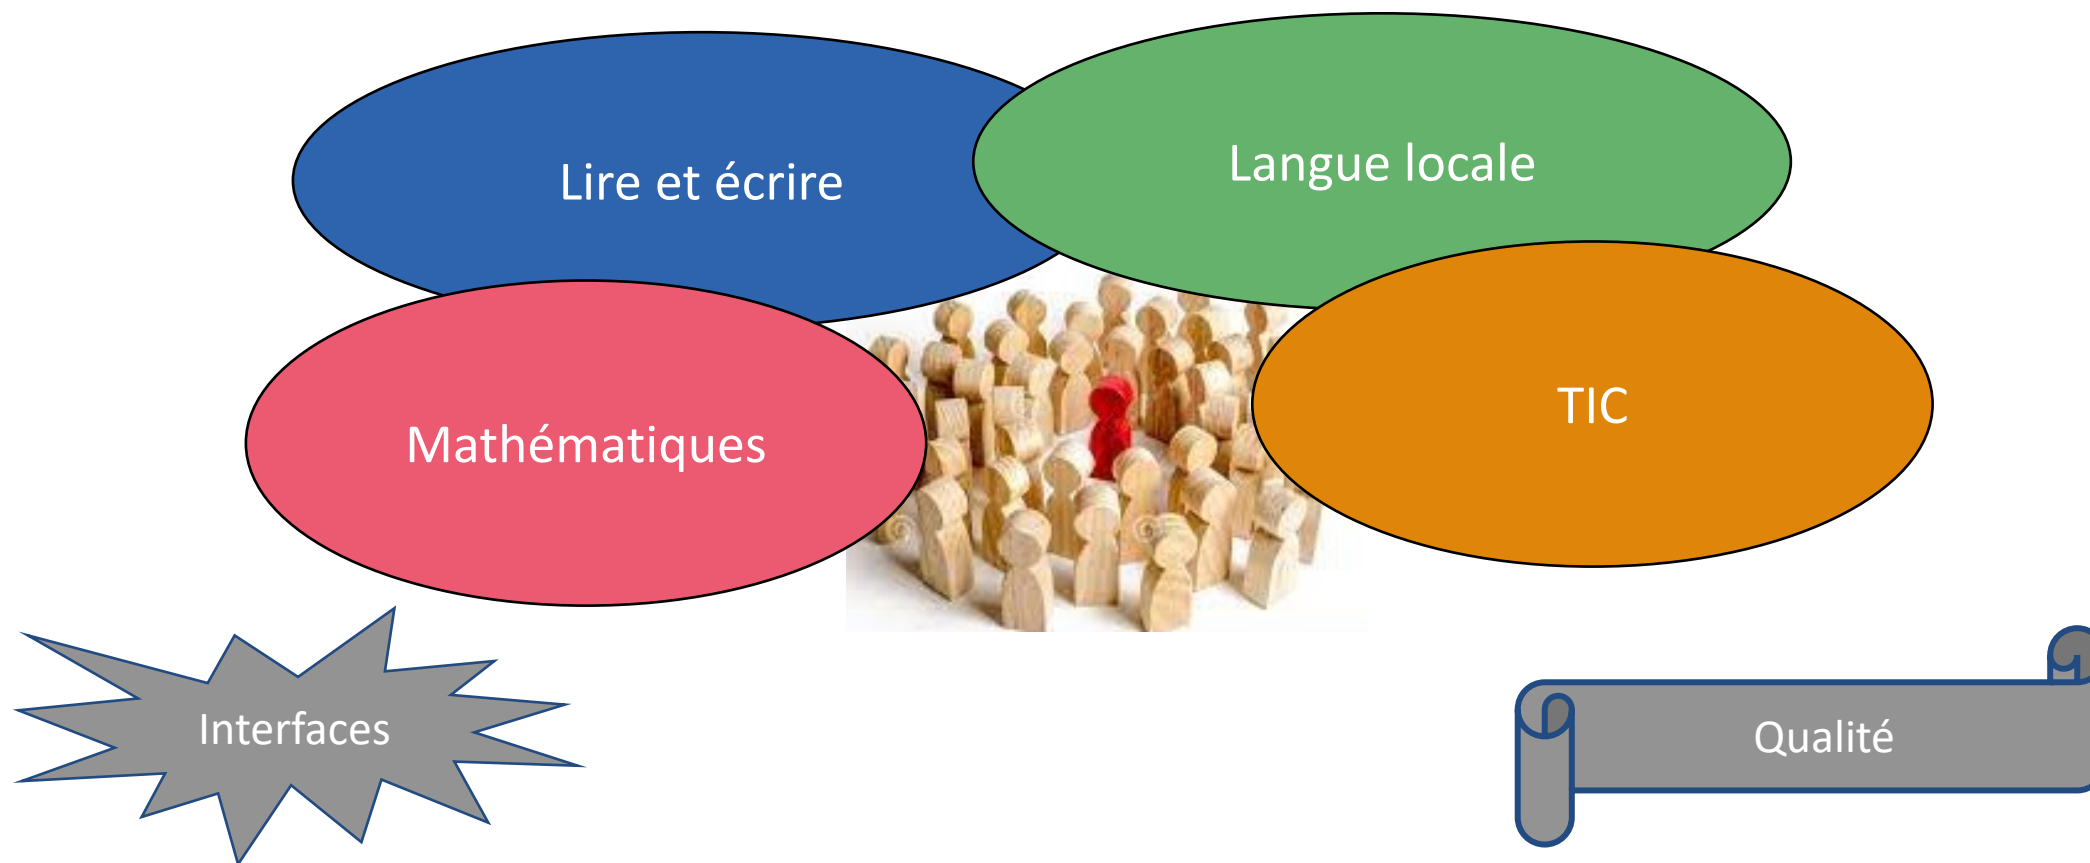 Lire et écrire
Langue locale
Mathématiques
TIC
Interfaces
Qualité